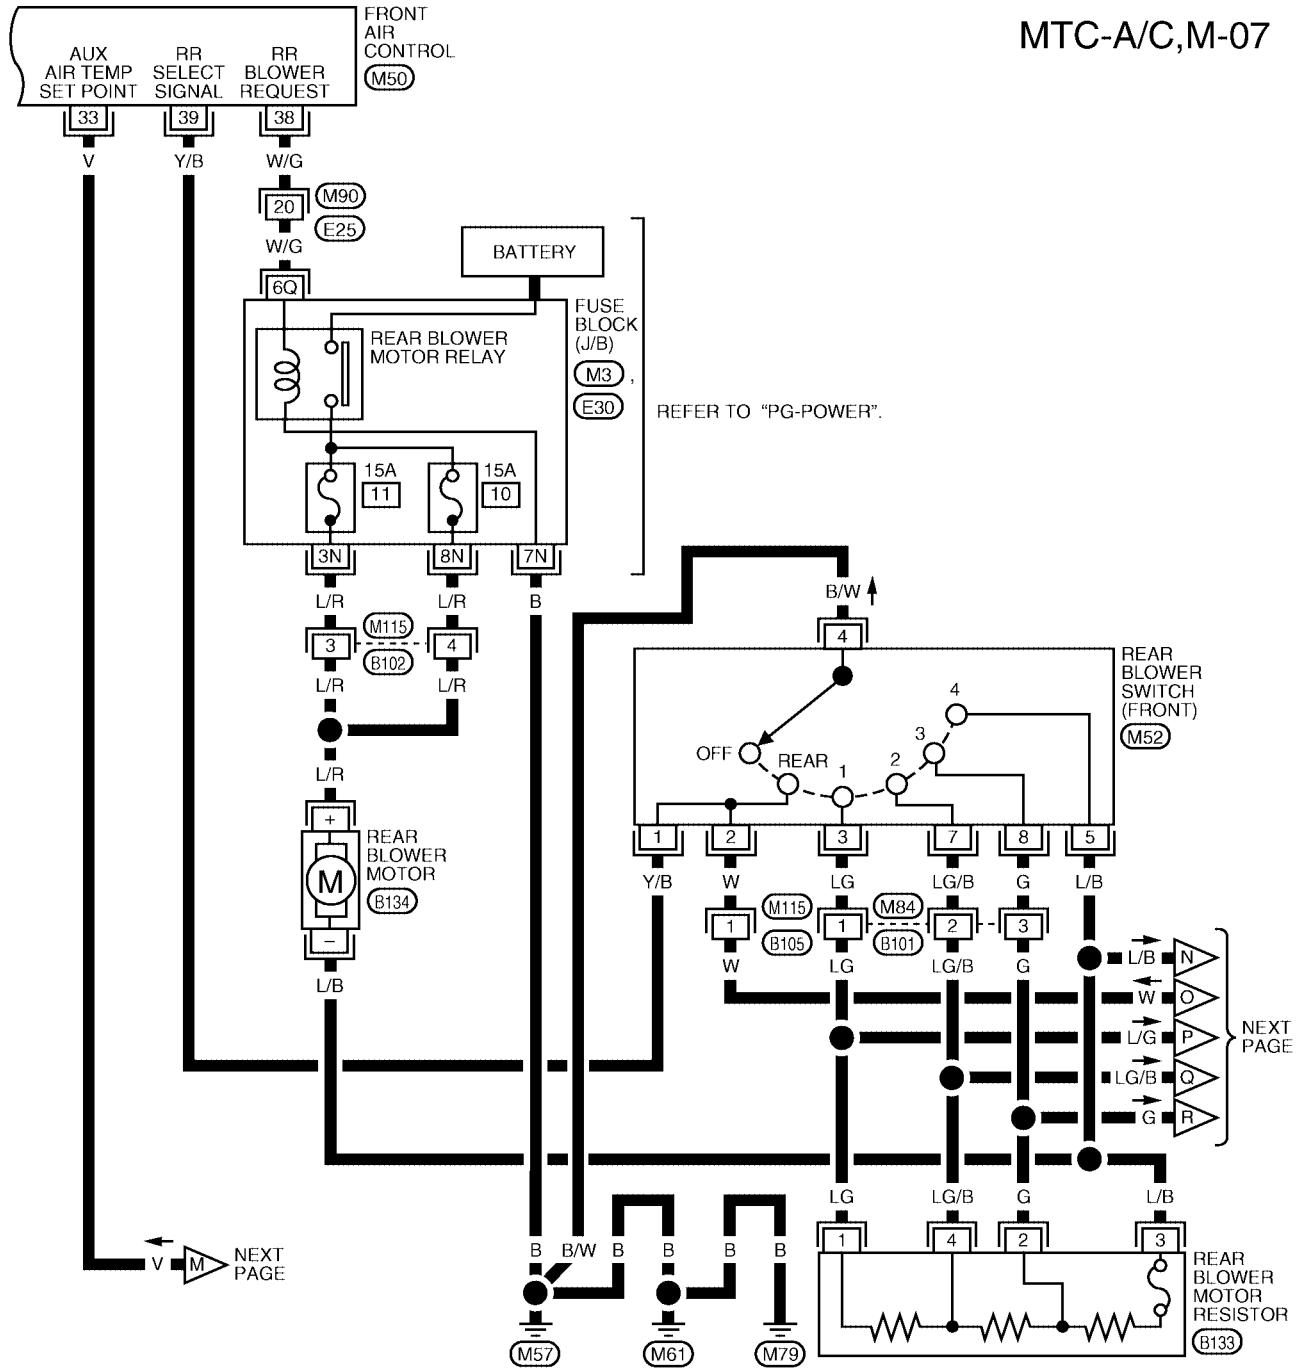 MTC-A/C,M-07
FRONT
AIR
CONTROL
M50
AUX
AIR TEMP
SET POINT
RR
SELECT
SIGNAL
RR
BLOWER
REQUEST
33
39
38
V
Y/B
W/G
20
M90
E25
W/G
6Q
BATTERY
FUSE
BLOCK
(J/B)
M3 ,
E30
REFER TO "PG-POWER".
REAR BLOWER
MOTOR RELAY
15A
11
15A
10
3N
8N
7N
L/R
L/R
B
3
M115
B102
4
L/R
L/R
L/R
+
M
-
REAR
BLOWER
MOTOR
B134
L/B
B/W
4
REAR
BLOWER
SWITCH
(FRONT)
M52
OFF
REAR
1
2
3
4
1
2
3
7
8
5
Y/B
W
LG
LG/B
G
L/B
1
M115
B105
1
M84
B101
2
3
W
LG
LG/B
G
L/B
N
W
O
L/G
P
LG/B
Q
G
R
NEXT
PAGE
LG
LG/B
G
L/B
1
4
2
3
REAR
BLOWER
MOTOR
RESISTOR
B133
V
M
NEXT
PAGE
B
B/W
B
B
B
B
M57
M61
M79